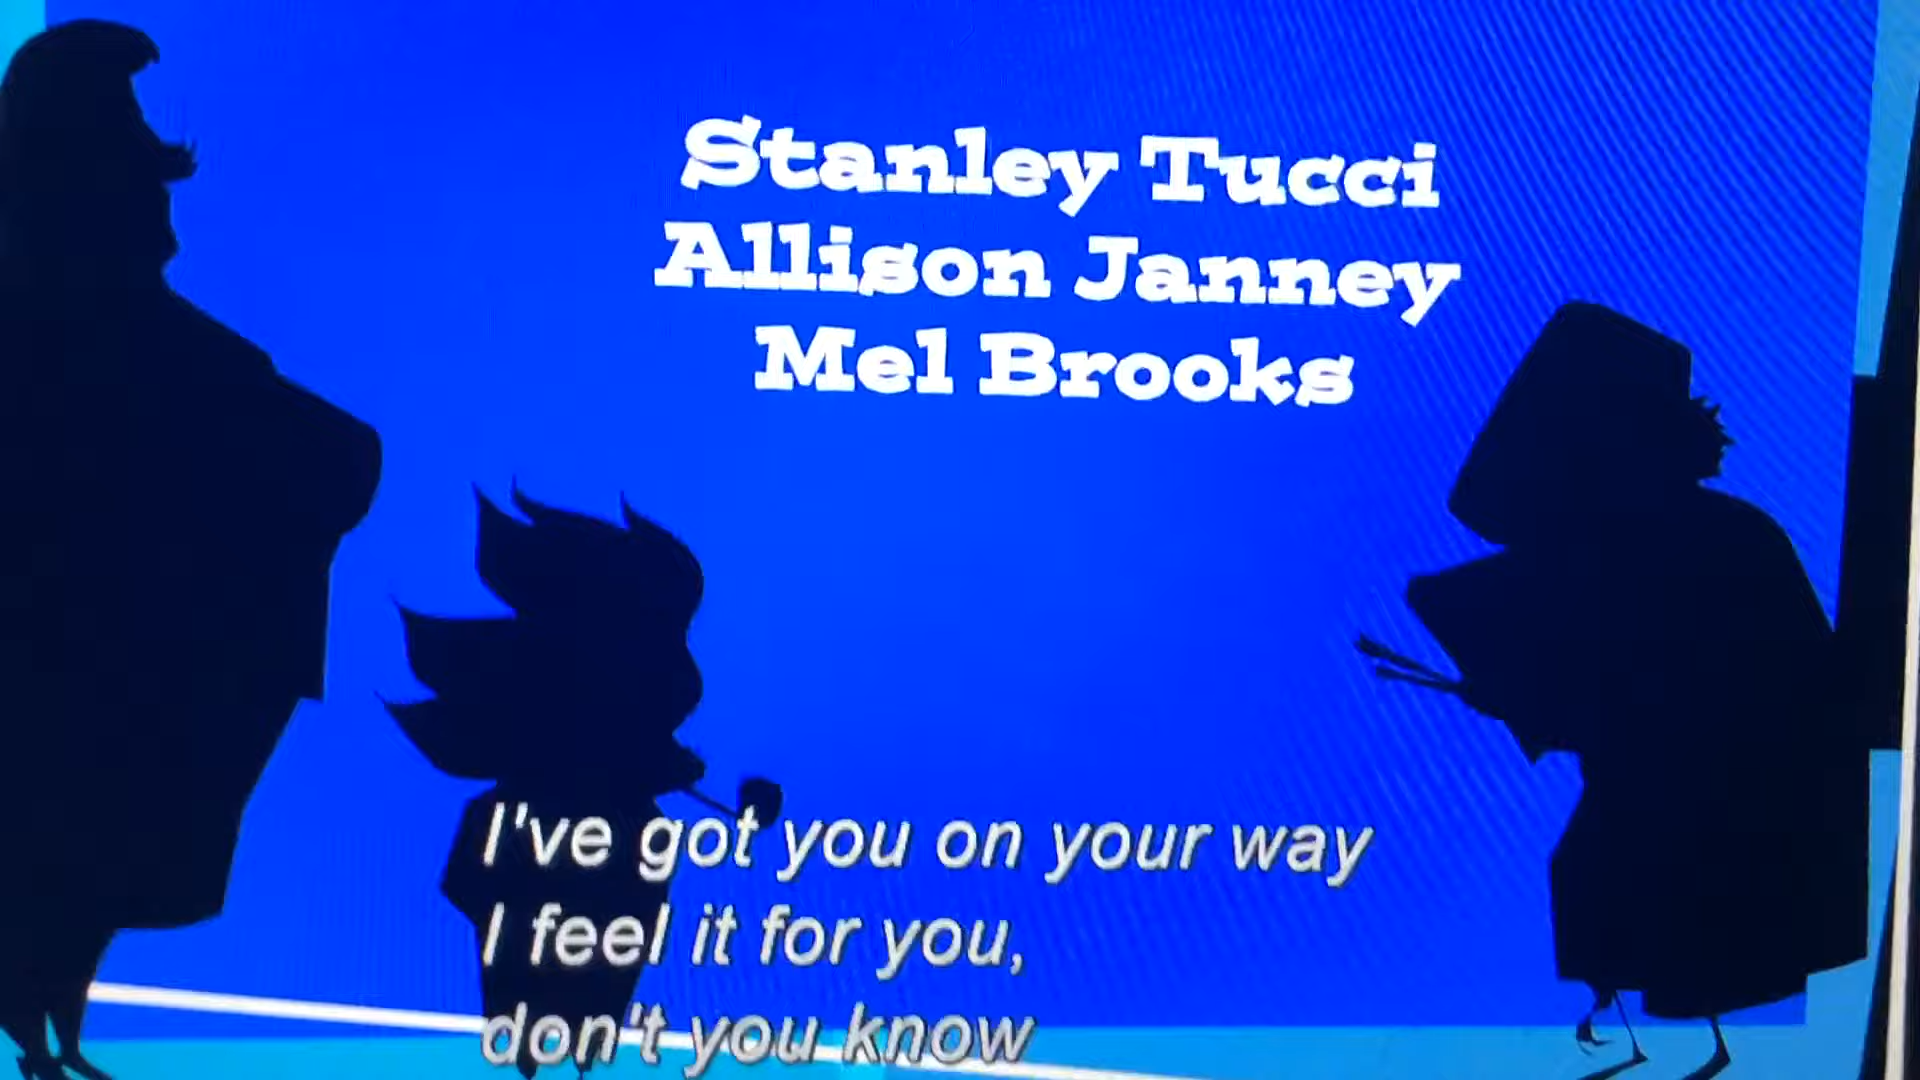 Stanley Tucci
Allison Janney
Mel Brooks
I've got you on your way
I feel it for you,
don't you know